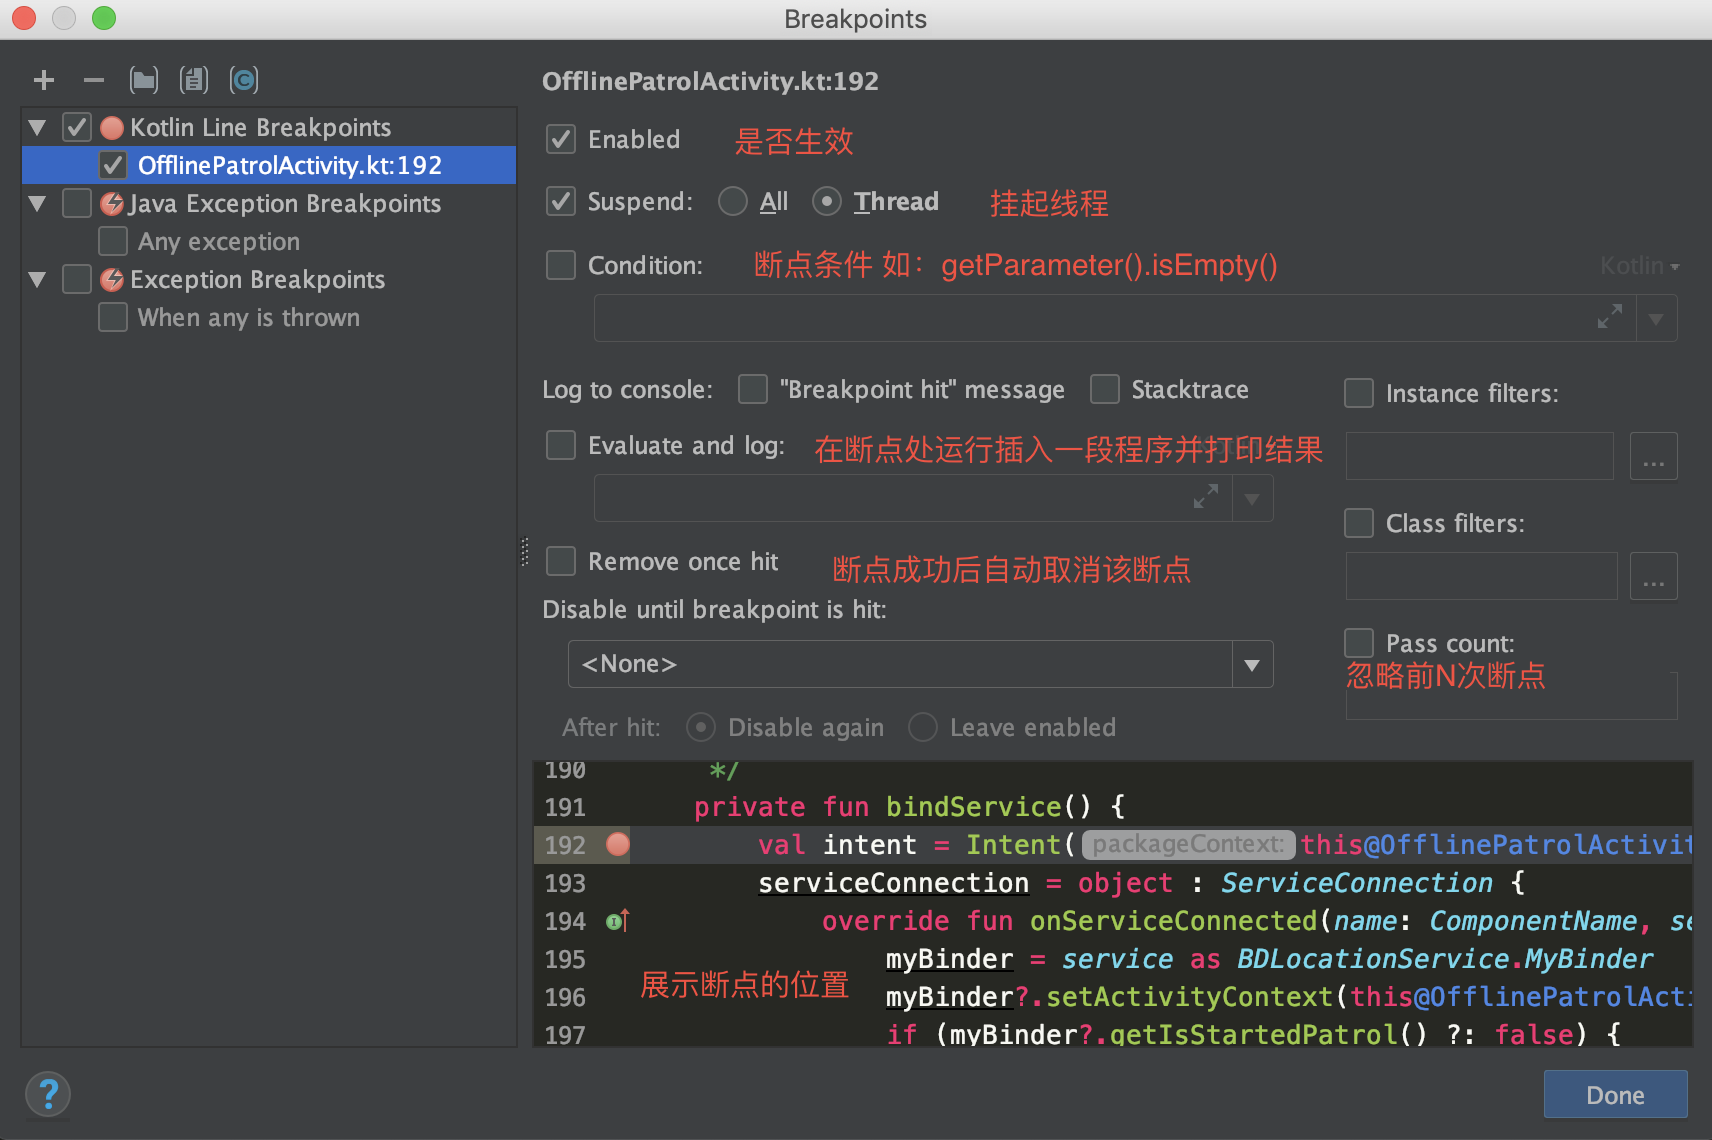 Breakpoints
Kotlin Line Breakpoints
OfflinePatrolActivity.kt:192
Java Exception Breakpoints
Any exception
Exception Breakpoints
When any is thrown
OfflinePatrolActivity.kt:192
Enabled 是否生效
Suspend: All Thread 挂起线程
Condition: 断点条件 如：getParameter().isEmpty() Kotlin
Log to console: "Breakpoint hit" message Stacktrace
Instance filters:
Evaluate and log: 在断点处运行插入一段程序并打印结果
...
Class filters:
Remove once hit 断点成功后自动取消该断点
...
Disable until breakpoint is hit:
<None>
Pass count:
忽略前N次断点
After hit: Disable again Leave enabled
190 */
191 private fun bindService() {
192 val intent = Intent( packageContext: this@OfflinePatrolActivit
193 serviceConnection = object : ServiceConnection {
194 override fun onServiceConnected(name: ComponentName, se
195 myBinder = service as BDLocationService.MyBinder
展示断点的位置
196 myBinder?.setActivityContext(this@OfflinePatrolActi
197 if (myBinder?.getIsStartedPatrol() ?: false) {
?
Done